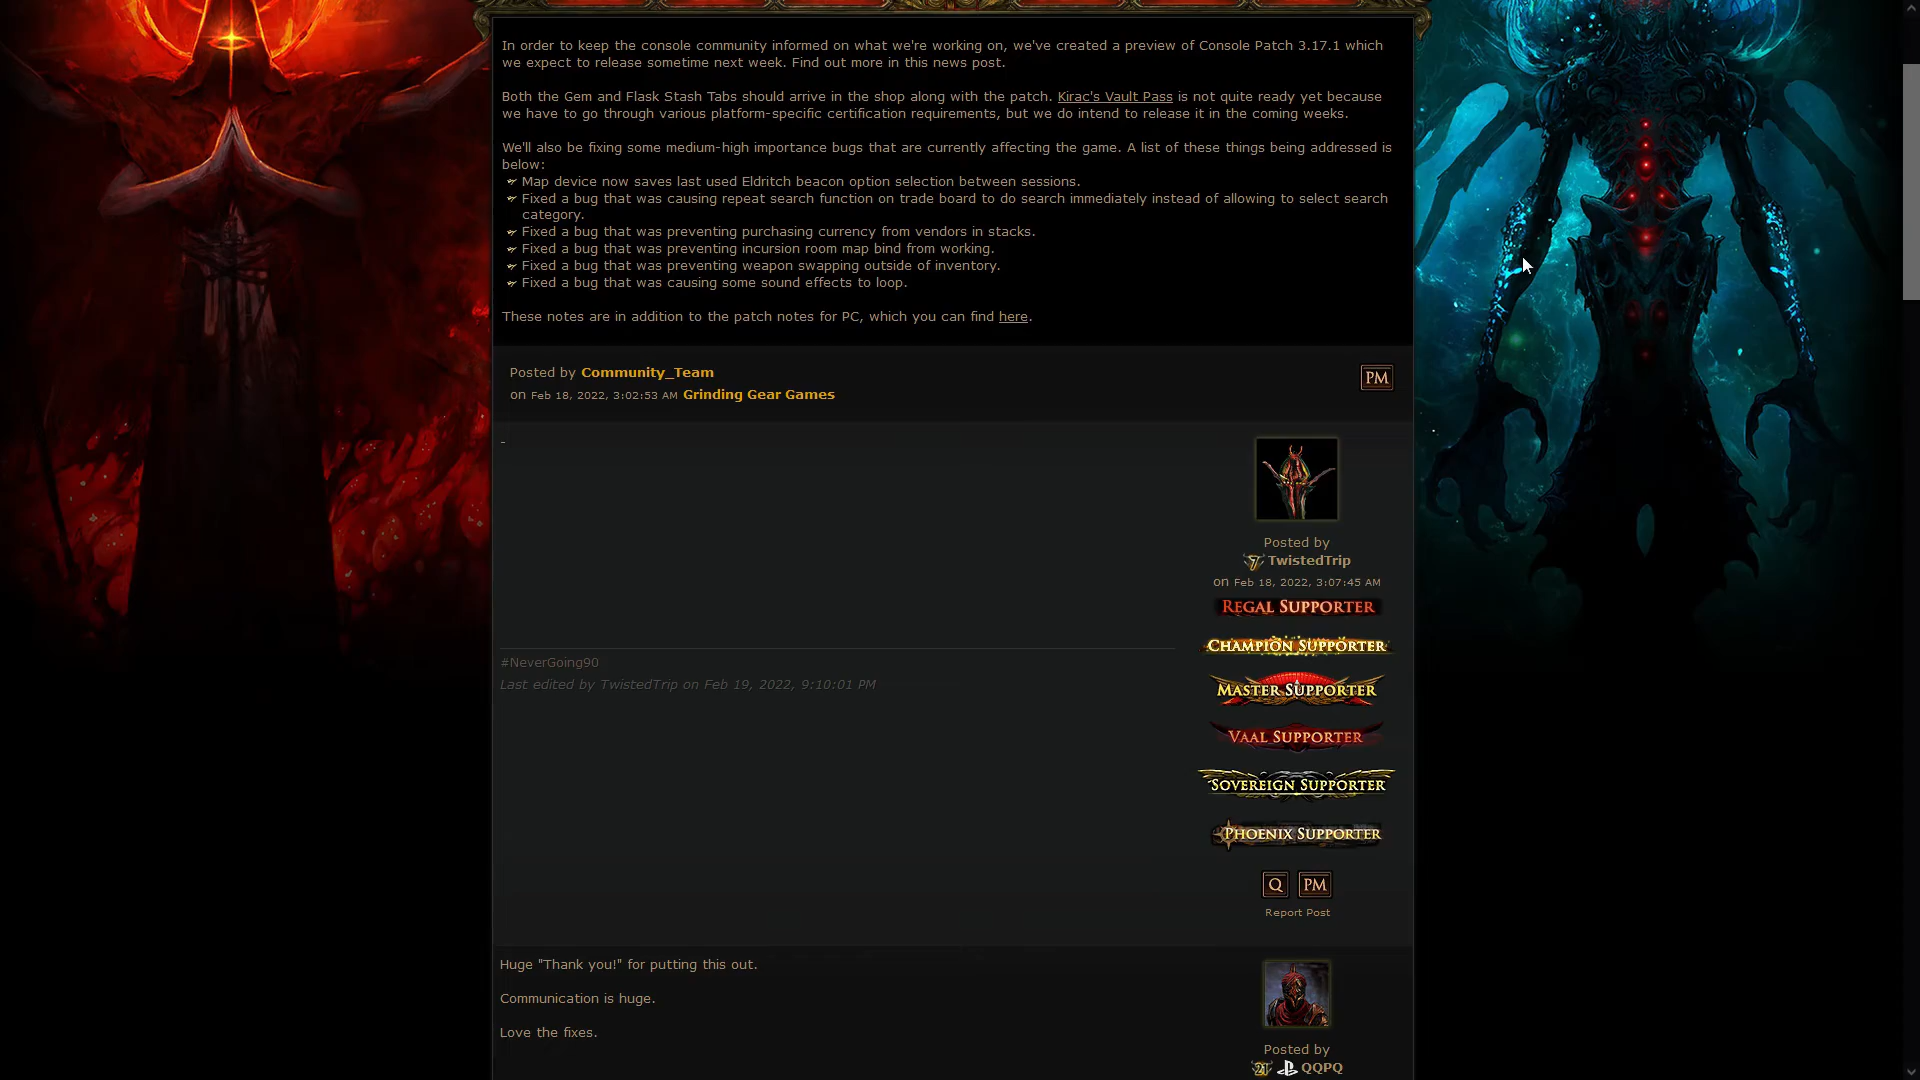 In order to keep the console community informed on what we're working on, we've created a preview of Console Patch 3.17.1 which
we expect to release sometime next week. Find out more in this news post.
Both the Gem and Flask Stash Tabs should arrive in the shop along with the patch. Kirac's Vault Pass is not quite ready yet because
we have to go through various platform-specific certification requirements, but we do intend to release it in the coming weeks.
We'll also be fixing some medium-high importance bugs that are currently affecting the game. A list of these things being addressed is
below:
Map device now saves last used Eldritch beacon option selection between sessions.
Fixed a bug that was causing repeat search function on trade board to do search immediately instead of allowing to select search
category.
Fixed a bug that was preventing purchasing currency from vendors in stacks.
Fixed a bug that was preventing incursion room map bind from working.
Fixed a bug that was preventing weapon swapping outside of inventory.
Fixed a bug that was causing some sound effects to loop.
These notes are in addition to the patch notes for PC, which you can find here.
Posted by Community_Team
on Feb 18, 2022, 3:02:53 AM Grinding Gear Games
PM
-
Posted by
7 TwistedTrip
on Feb 18, 2022, 3:07:45 AM
REGAL SUPPORTER
CHAMPION SUPPORTER
MASTER SUPPORTER
VAAL SUPPORTER
SOVEREIGN SUPPORTER
PHOENIX SUPPORTER
#NeverGoing90
Last edited by TwistedTrip on Feb 19, 2022, 9:10:01 PM
Q PM
Report Post
Huge "Thank you!" for putting this out.
Communication is huge.
Love the fixes.
Posted by
21 QQPQ